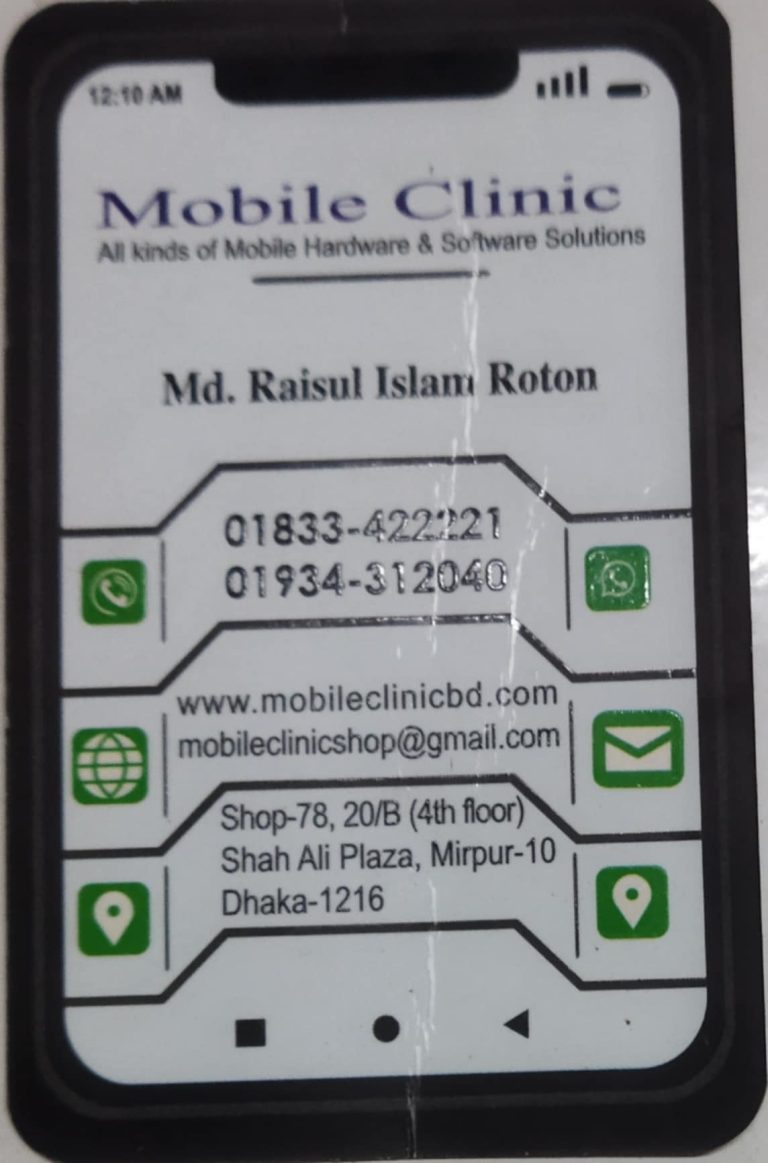 12:10 AM
Mobile Clinic
All kinds of Mobile Hardware & Software Solutions
Md. Raisul Islam Roton
01833-422221
01934-312040
www.mobileclinicbd.com
mobileclinicshop@gmail.com
Shop-78, 20/B (4th floor)
Shah Ali Plaza, Mirpur-10
Dhaka-1216